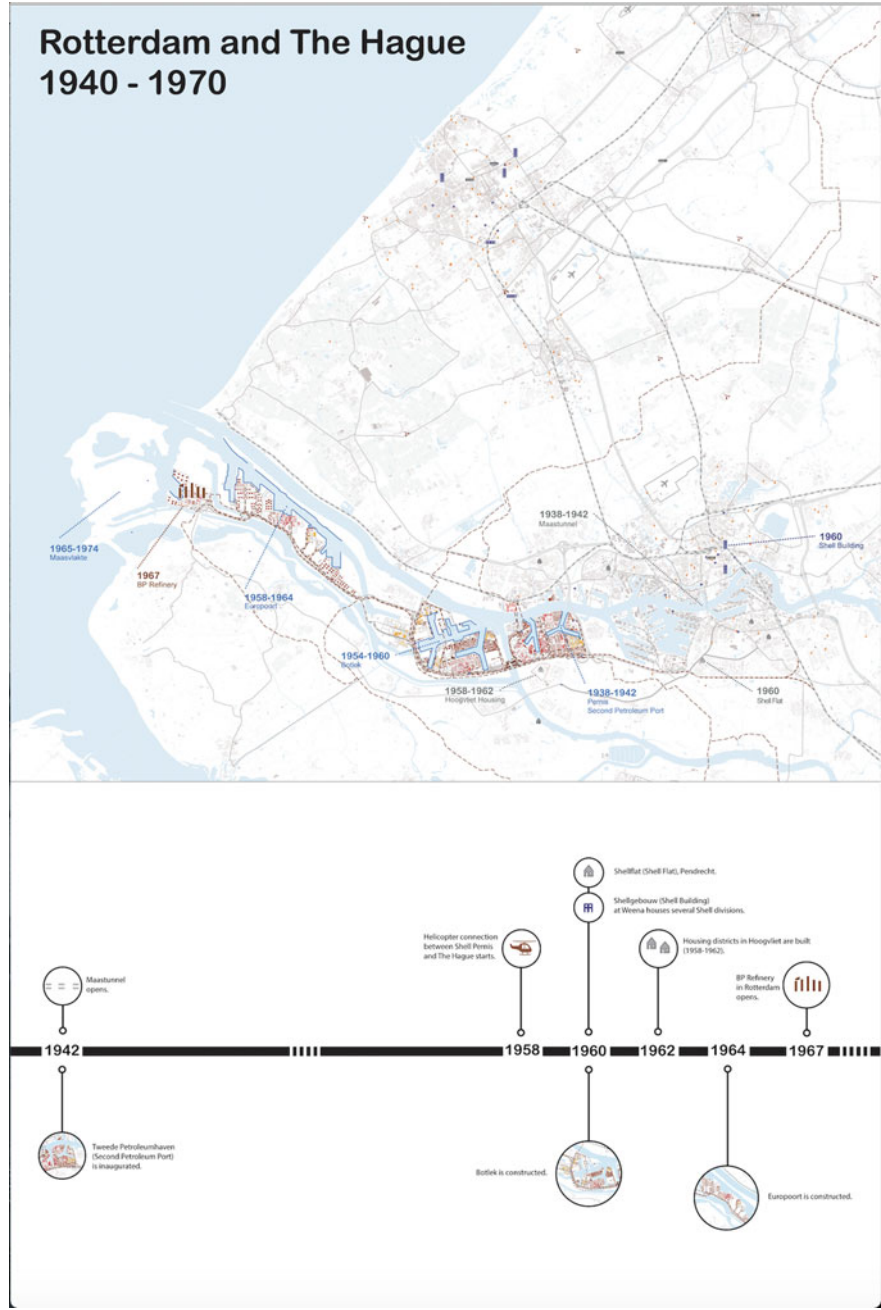 Rotterdam and The Hague
1940 - 1970
1938-1942
Maastunnel
1960
Shell Building
1965-1974
Maasvlakte
1967
BP Refinery
1958-1964
Europoort
1954-1960
Botlek
1958-1962
Hoogvliet Housing
1938-1942
Pernis
Second Petroleum Port
1960
Shell Flat
Shellflat (Shell Flat), Pendrecht.
Shellgebouw (Shell Building)
at Weena houses several Shell divisions.
Helicopter connection
between Shell Pernis
and The Hague starts.
Housing districts in Hoogvliet are built
(1958-1962).
Maastunnel
opens.
BP Refinery
in Rotterdam
opens.
1942
1958
1960
1962
1964
1967
Tweede Petroleumhaven
(Second Petroleum Port)
is inaugurated.
Botlek is constructed.
Europoort is constructed.